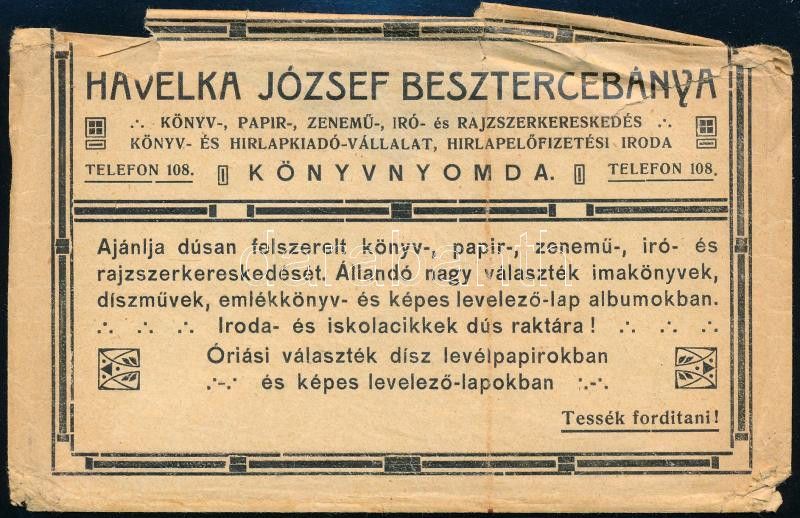 HAVELKA JÓZSEF BESZTERCEBÁNYA
KÖNYV-, PAPIR-, ZENEMŰ-, IRÓ- és RAJZSZERKERESKEDÉS
KÖNYV- ÉS HIRLAPKIADÓ-VÁLLALAT, HIRLAPELŐFIZETÉSI IRODA
TELEFON 108. KÖNYVNYOMDA. TELEFON 108.
Ajánlja dúsan felszerelt könyv-, papir-, zenemű-, iró- és
rajzszerkereskedését. Állandó nagy választék imakönyvek,
díszművek, emlékkönyv- és képes levelező-lap albumokban.
Iroda- és iskolacikkek dús raktára!
Óriási választék dísz levélpapirokban
és képes levelező-lapokban
Tessék forditani!
darabanth